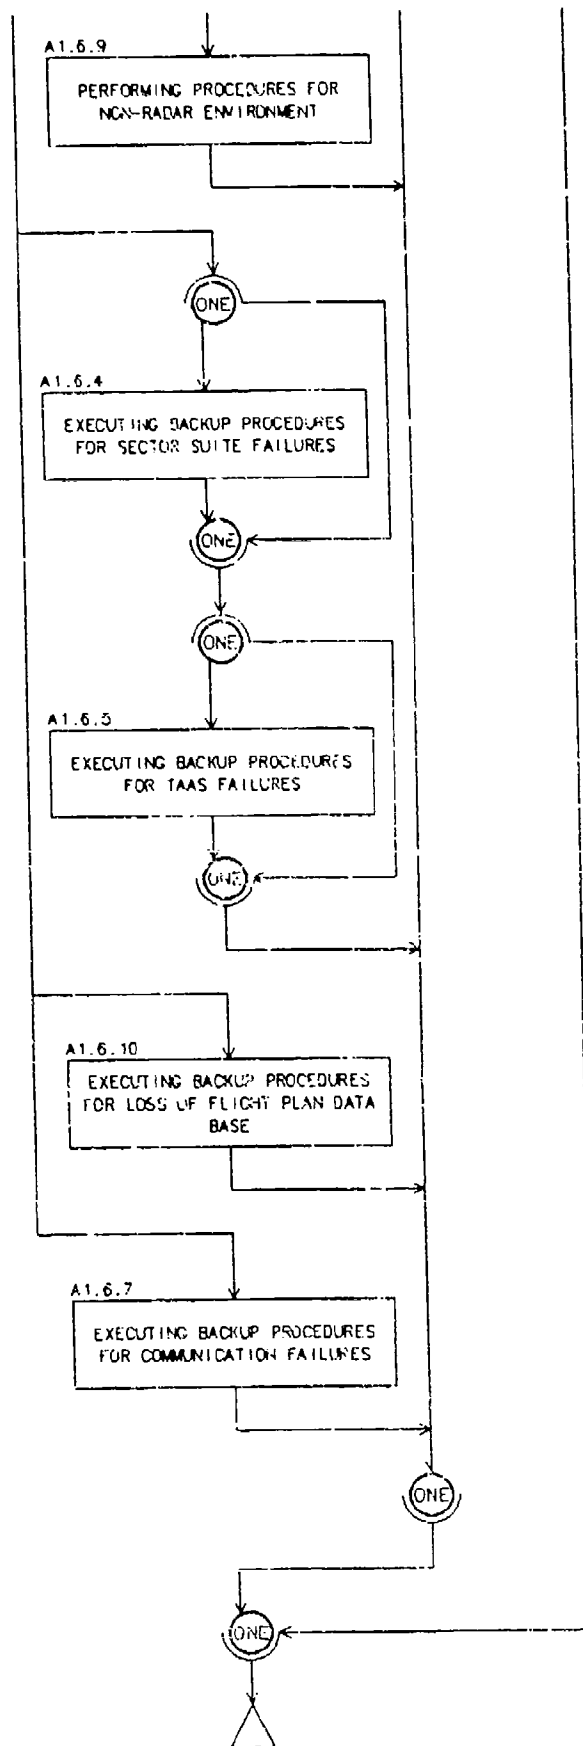 A1.6.9
PERFORMING PROCEDURES FOR
NON-RADAR ENVIRONMENT
ONE
A1.6.4
EXECUTING BACKUP PROCEDURES
FOR SECTOR SUITE FAILURES
ONE
ONE
A1.6.5
EXECUTING BACKUP PROCEDURES
FOR TAAS FAILURES
ONE
A1.6.10
EXECUTING BACKUP PROCEDURES
FOR LOSS OF FLIGHT PLAN DATA
BASE
A1.6.7
EXECUTING BACKUP PROCEDURES
FOR COMMUNICATION FAILURES
ONE
ONE